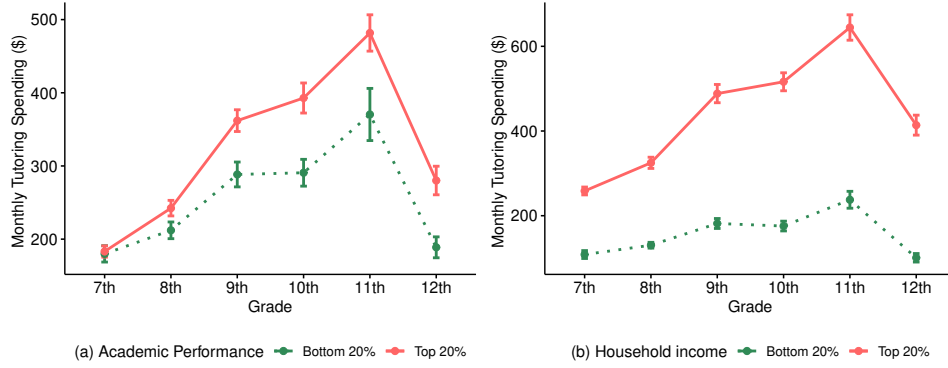 Monthly Tutoring Spending ($)
500
400
300
200
7th 8th 9th 10th 11th 12th
Grade
(a) Academic Performance Bottom 20% Top 20%
Monthly Tutoring Spending ($)
600
400
200
7th 8th 9th 10th 11th 12th
Grade
(b) Household income Bottom 20% Top 20%